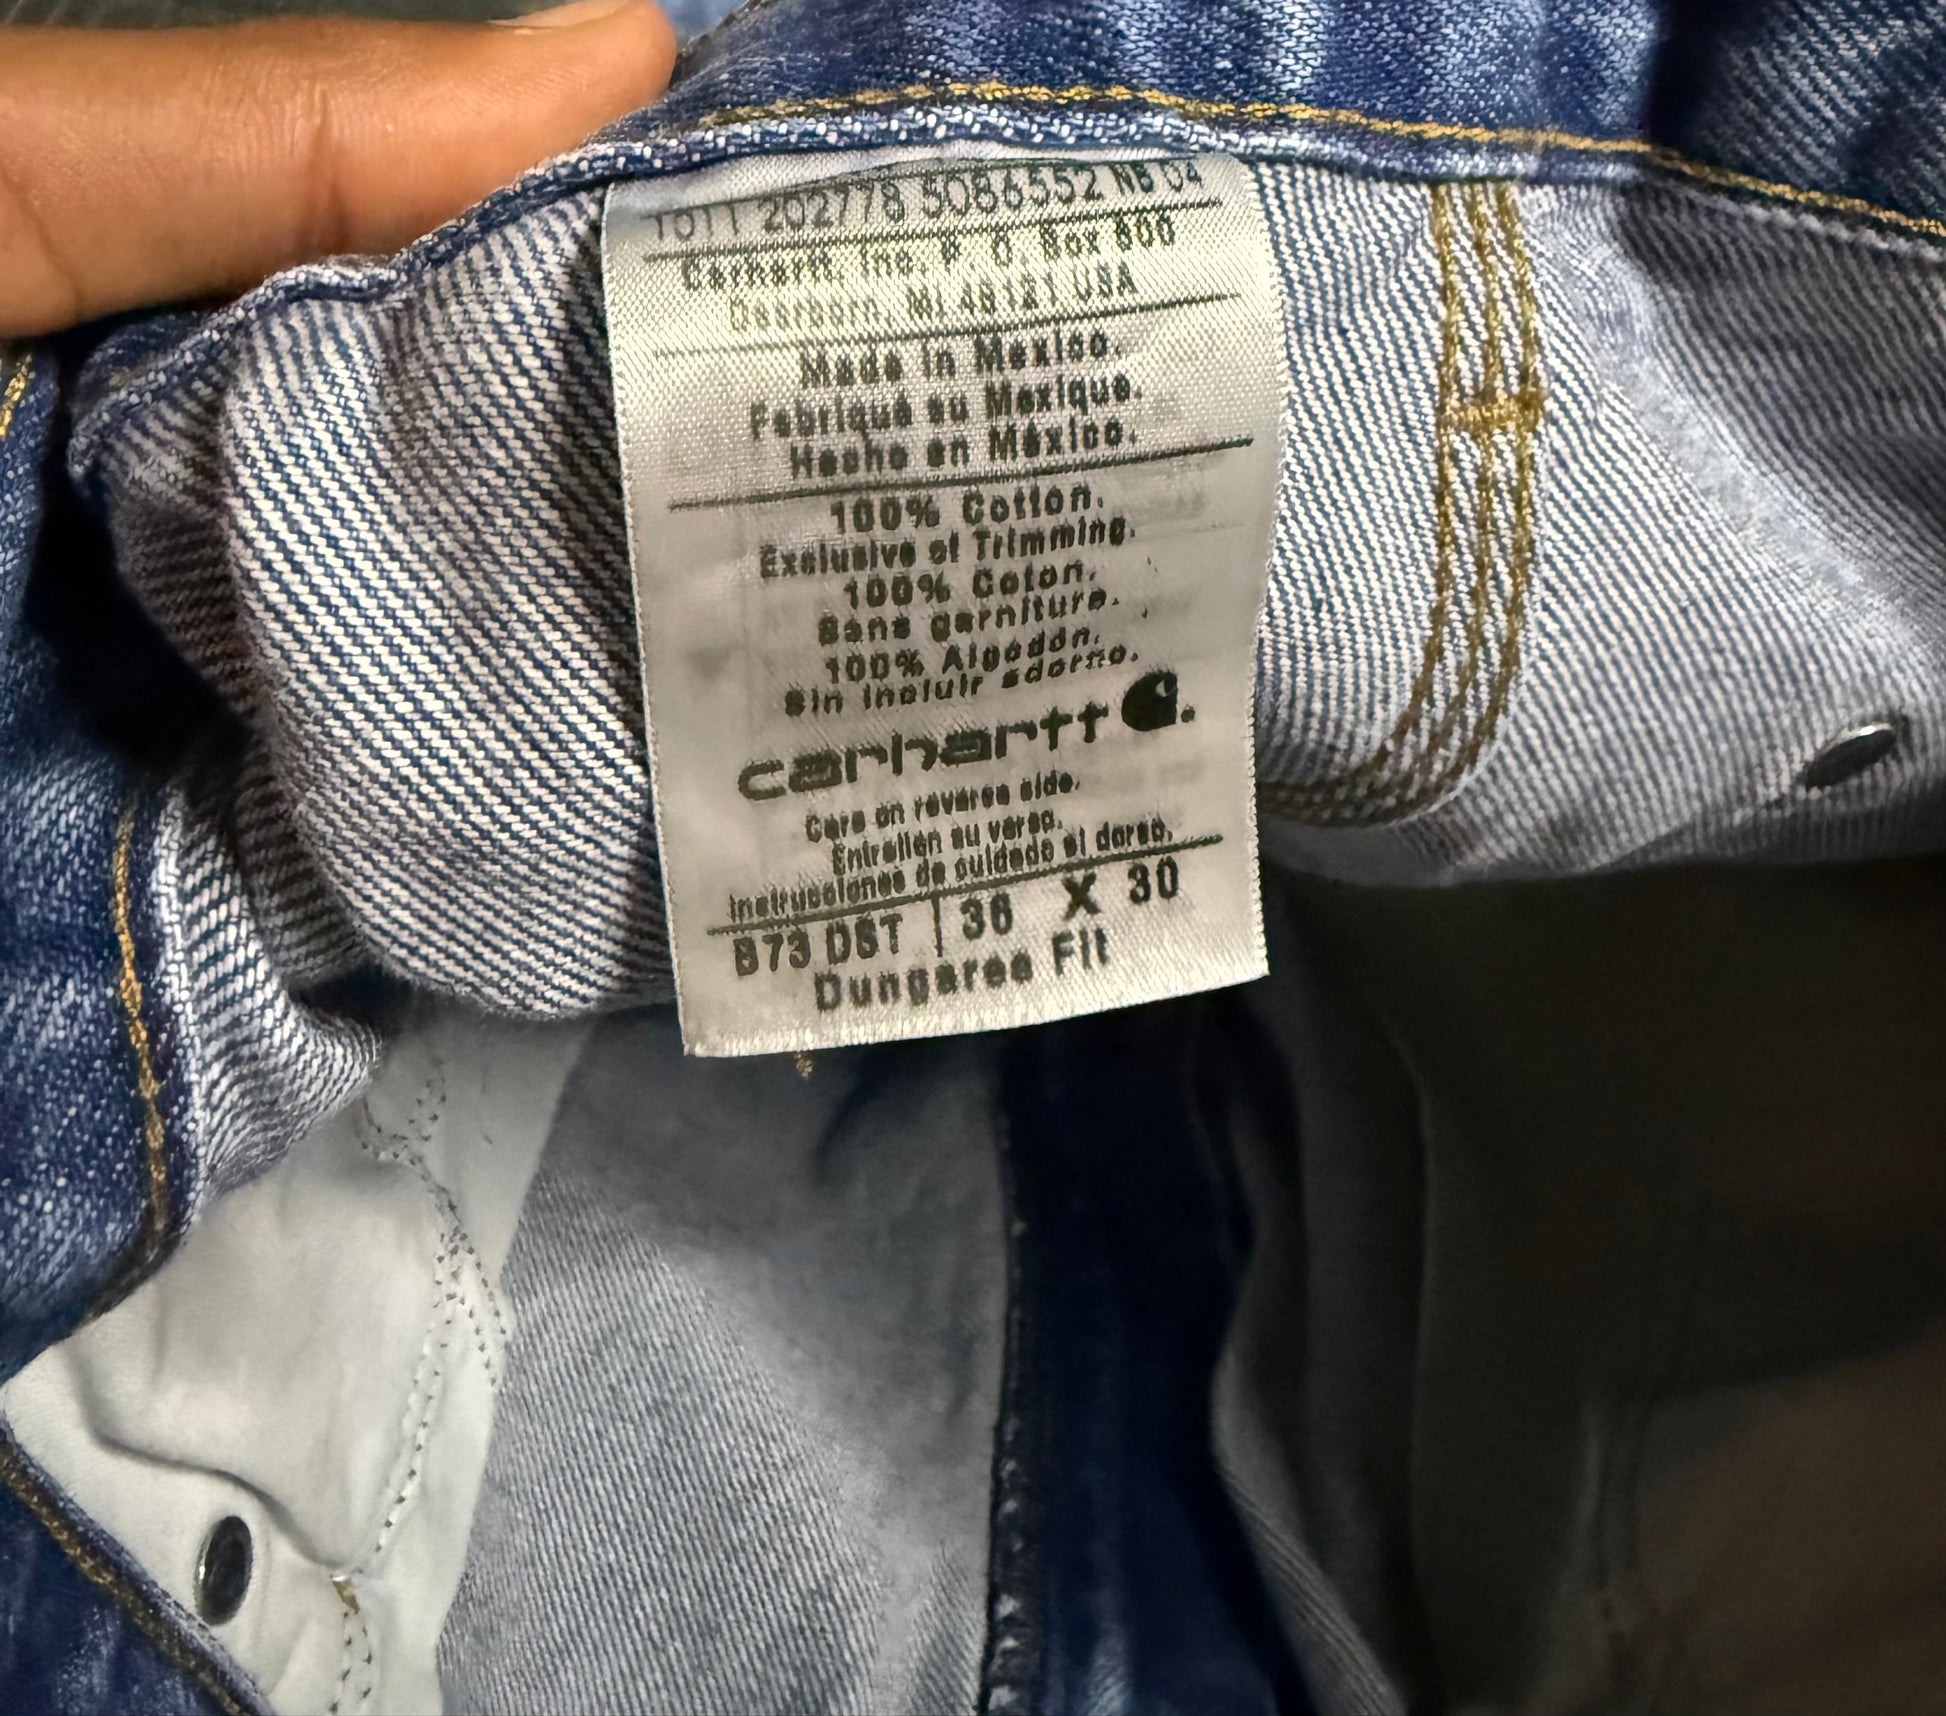 1011 202778 5086552 NB 04
Carhartt, Inc. P. O. Box 600
Dearborn, MI 48121 USA
Made in Mexico.
Fabriqué au Mexique.
Hecho en México.
100% Cotton.
Exclusive of Trimming.
100% Coton.
Sans garniture.
100% Algodón.
Sin incluir adorno.
carhartt
Care on reverse side.
Entretien au verso.
Instrucciones de cuidado al dorso.
B73 DST | 36 X 30
Dungaree Fit